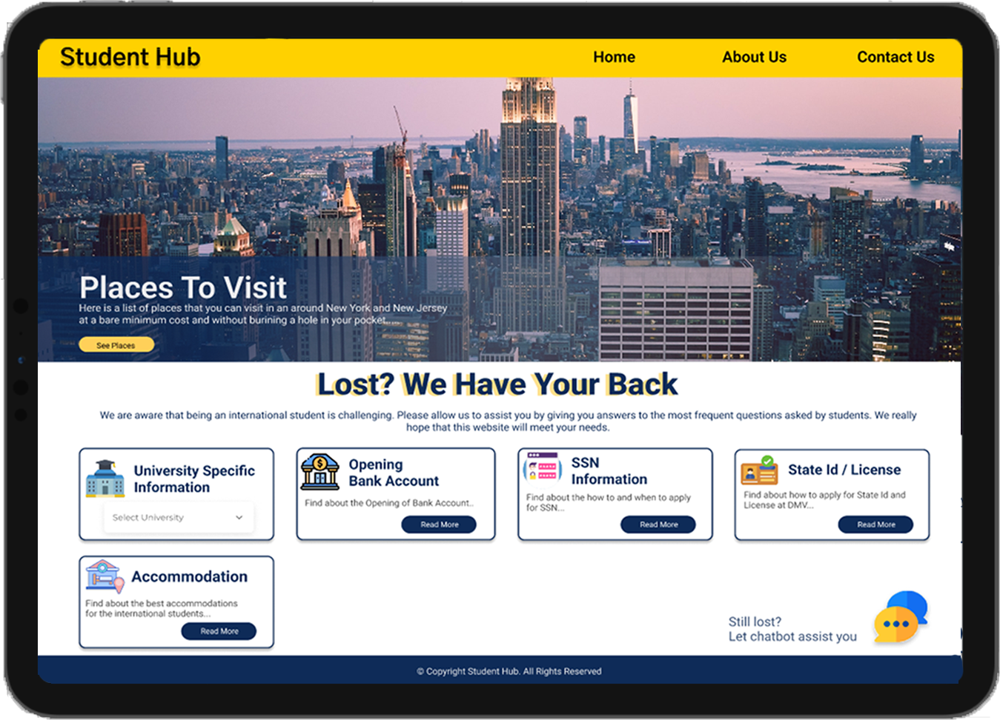 Student Hub
Home
About Us
Contact Us
Places To Visit
Here is a list of places that you can visit in an around New York and New Jersey
at a bare minimum cost and without burining a hole in your pocket..
See Places
Lost? We Have Your Back
We are aware that being an international student is challenging. Please allow us to assist you by giving you answers to the most frequent questions asked by students. We really
hope that this website will meet your needs.
University Specific
Information
Select University
Opening
Bank Account
Find about the Opening of Bank Account..
Read More
SSN
Information
Find about the how to and when to apply
for SSN...
Read More
State Id / License
Find about how to apply for State Id and
License at DMV...
Read More
Accommodation
Find about the best accommodations
for the international students...
Read More
Still lost?
Let chatbot assist you
© Copyright Student Hub. All Rights Reserved